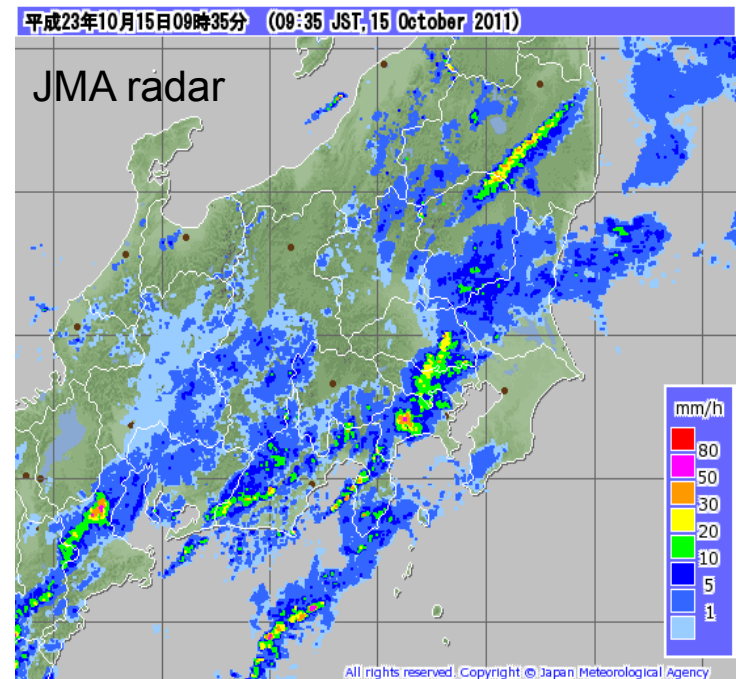 平成23年10月15日09時35分 (09:35 JST, 15 October 2011)
JMA radar
mm/h
80
50
30
20
10
5
1
All rights reserved. Copyright © Japan Meteorological Agency